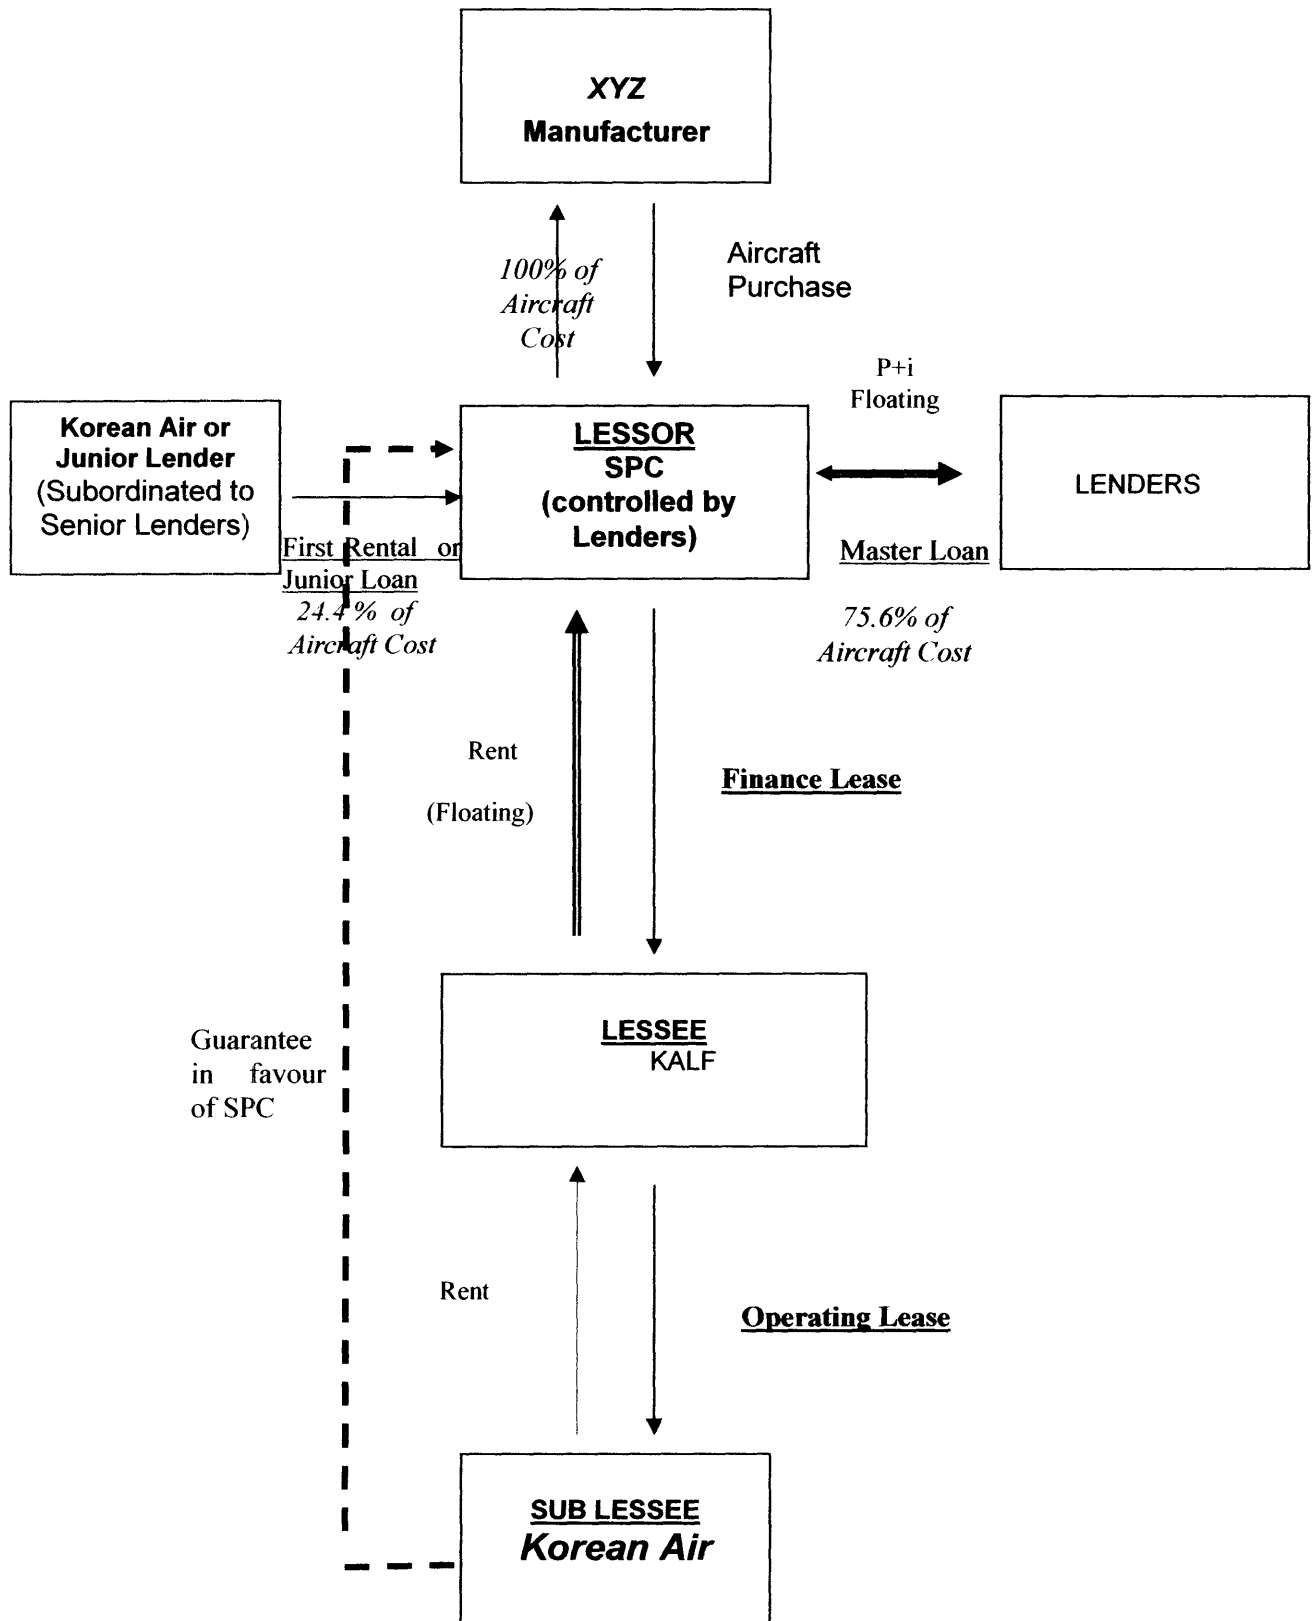 XYZ
Manufacturer
100% of
Aircraft
Cost
Aircraft
Purchase
P+i
Floating
Korean Air or
Junior Lender
(Subordinated to
Senior Lenders)
LESSOR
SPC
(controlled by
Lenders)
LENDERS
First Rental or
Junior Loan
24.4 % of
Aircraft Cost
Master Loan
75.6% of
Aircraft Cost
Rent
(Floating)
Finance Lease
LESSEE
KALF
Guarantee
in favour
of SPC
Rent
Operating Lease
SUB LESSEE
Korean Air